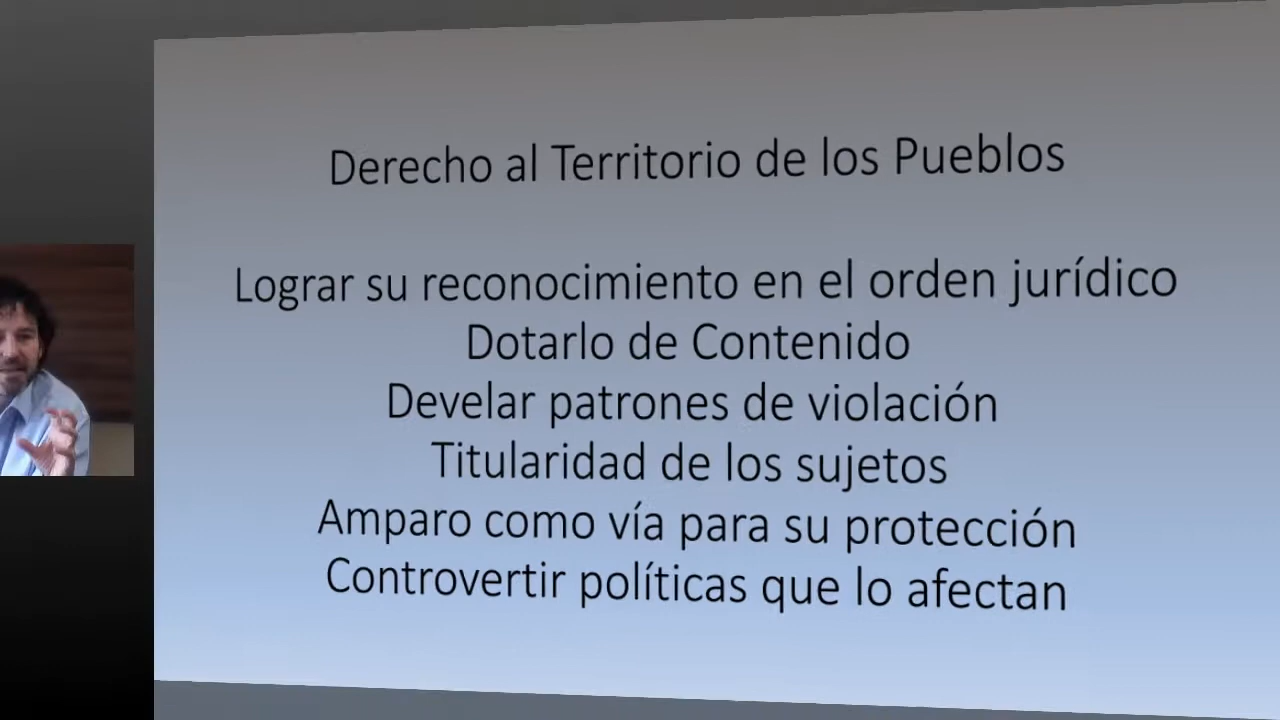 Derecho al Territorio de los Pueblos
Lograr su reconocimiento en el orden jurídico
Dotarlo de Contenido
Develar patrones de violación
Titularidad de los sujetos
Amparo como vía para su protección
Controvertir políticas que lo afectan